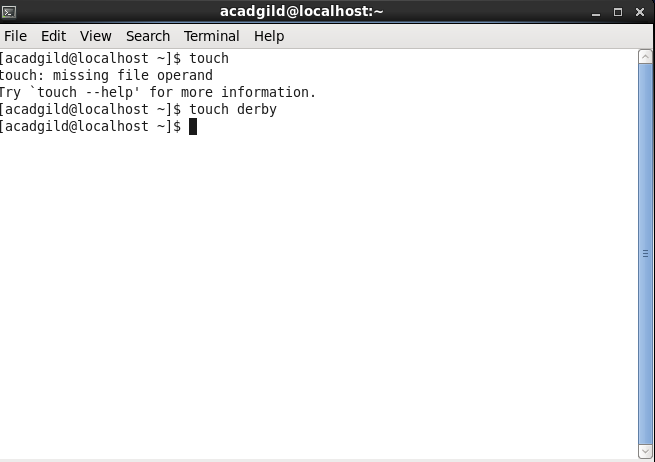 acadgild@localhost:~
File Edit View Search Terminal Help
[acadgild@localhost ~]$ touch
touch: missing file operand
Try `touch --help' for more information.
[acadgild@localhost ~]$ touch derby
[acadgild@localhost ~]$